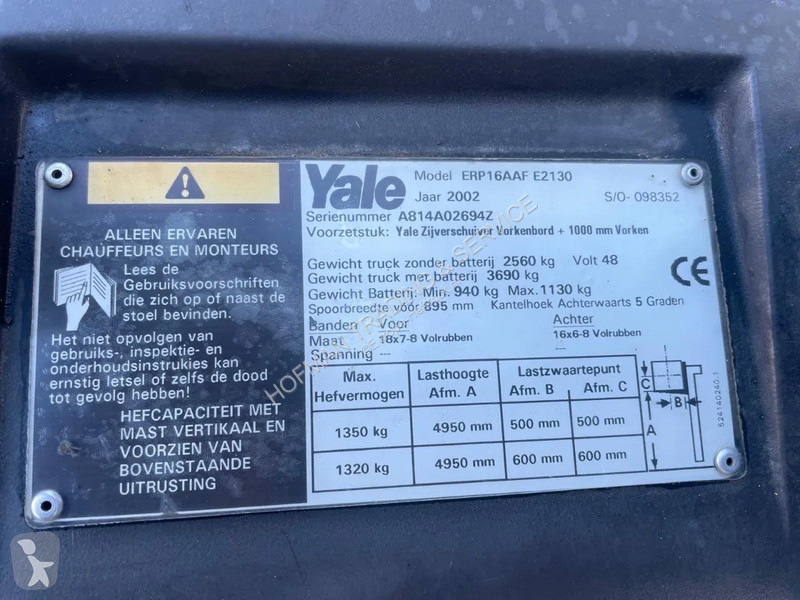 ALLEEN ERVAREN
CHAUFFEURS EN MONTEURS
Lees de
Gebruiksvoorschriften
die zich op of naast de
stoel bevinden.
Het niet opvolgen van
gebruiks-, inspektie- en
onderhoudsinstrukies kan
ernstig letsel of zelfs de dood
tot gevolg hebben!
HEFCAPACITEIT MET
MAST VERTIKAAL EN
VOORZIEN VAN
BOVENSTAANDE
UITRUSTING
Yale Model ERP16AAF E2130
Jaar 2002 S/O- 098352
Serienummer A814A02694Z
Voorzetstuk: Yale Zijverschuiver Vorkenbord + 1000 mm Vorken
Gewicht truck zonder batterij 2560 kg Volt 48
Gewicht truck met batterij 3690 kg
Gewicht Batterij: Min. 940 kg Max. 1130 kg
Spoorbreedte vóór 895 mm Kantelhoek Achterwaarts 5 Graden
Banden Voor Achter
Maat 18x7-8 Volrubben 16x6-8 Volrubben
Spanning --- ---
Max. Hefvermogen Lasthoogte Afm. A Lastzwaartepunt Afm. B Afm. C
1350 kg 4950 mm 500 mm 500 mm
1320 kg 4950 mm 600 mm 600 mm
CE
C
B
A
524140240.1
HOFMAN TRACTOR & SERVICE